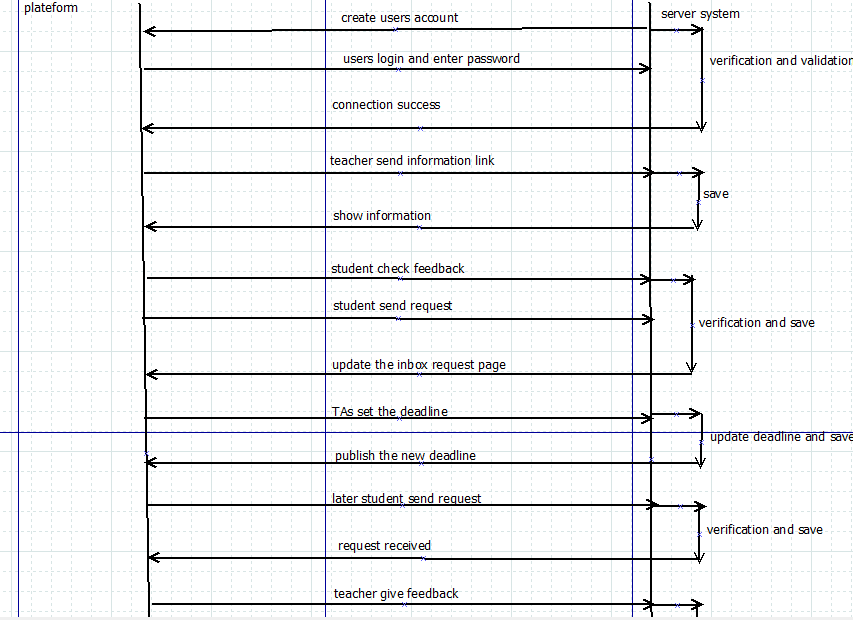 plateform
server system
create users account
verification and validation
users login and enter password
connection success
teacher send information link
save
show information
student check feedback
student send request
verification and save
update the inbox request page
TAs set the deadline
update deadline and save
publish the new deadline
later student send request
verification and save
request received
teacher give feedback